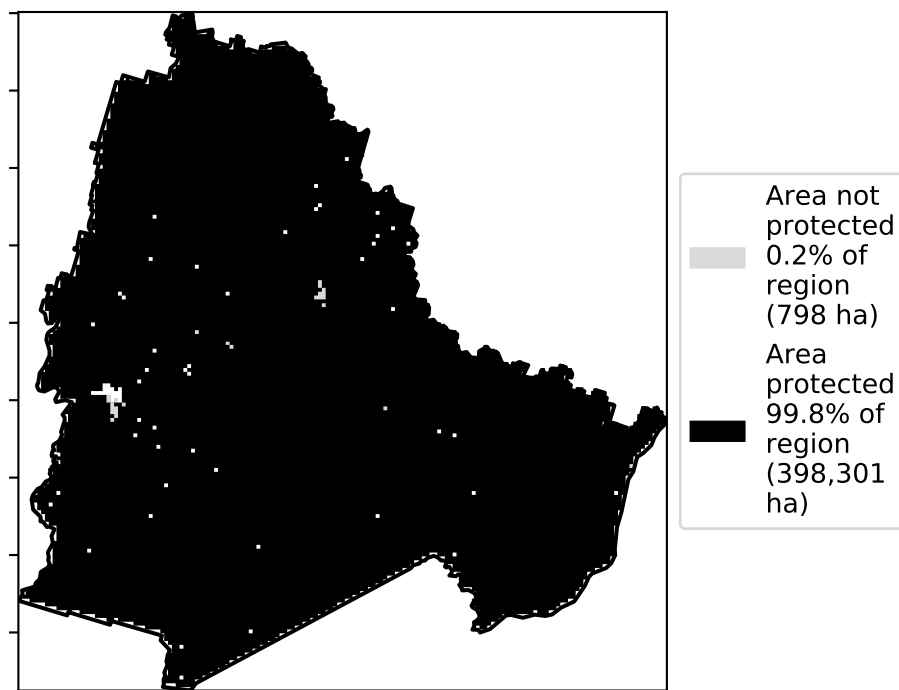 Area not
protected
0.2% of
region
(798 ha)
Area
protected
99.8% of
region
(398,301
ha)